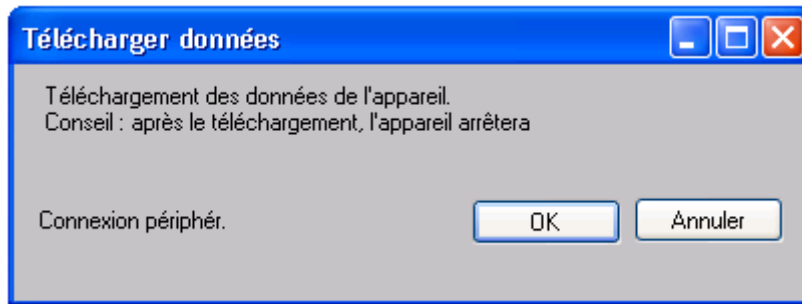 Télécharger données
Téléchargement des données de l'appareil.
Conseil : après le téléchargement, l'appareil arrêtera
Connexion périphér.
OK
Annuler